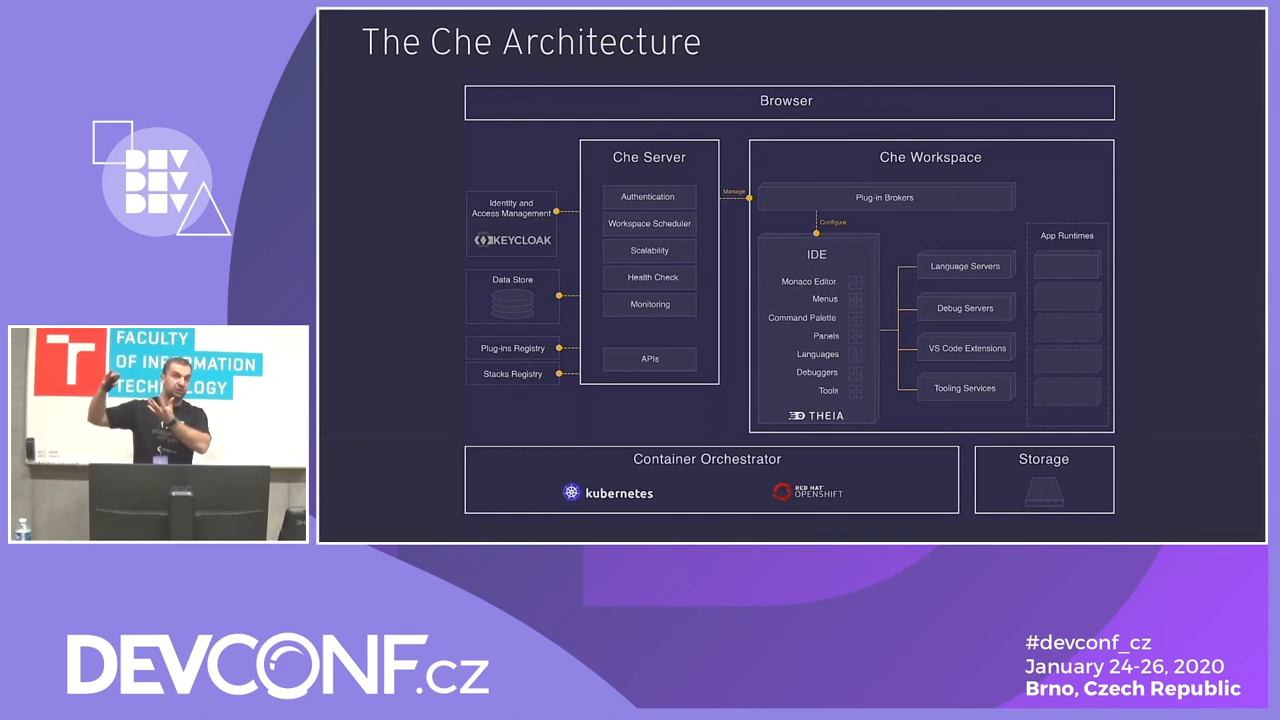 The Che Architecture
Browser
Che Server
Authentication
Workspace Scheduler
Scalability
Health Check
Monitoring
APIs
Identity and
Access Management
KEYCLOAK
Data Store
Plug-ins Registry
Stacks Registry
Manage
Che Workspace
Plug-in Brokers
Configure
IDE
Monaco Editor
Menus
Command Palette
Panels
Languages
Debuggers
Tools
THEIA
Language Servers
Debug Servers
VS Code Extensions
Tooling Services
App Runtimes
Container Orchestrator
kubernetes
RED HAT
OPENSHIFT
Storage
DEV
DEV
DEV
T
FACULTY
OF INFORMATION
TECHNOLOGY
DEVCONF.cz
#devconf_cz
January 24-26, 2020
Brno, Czech Republic